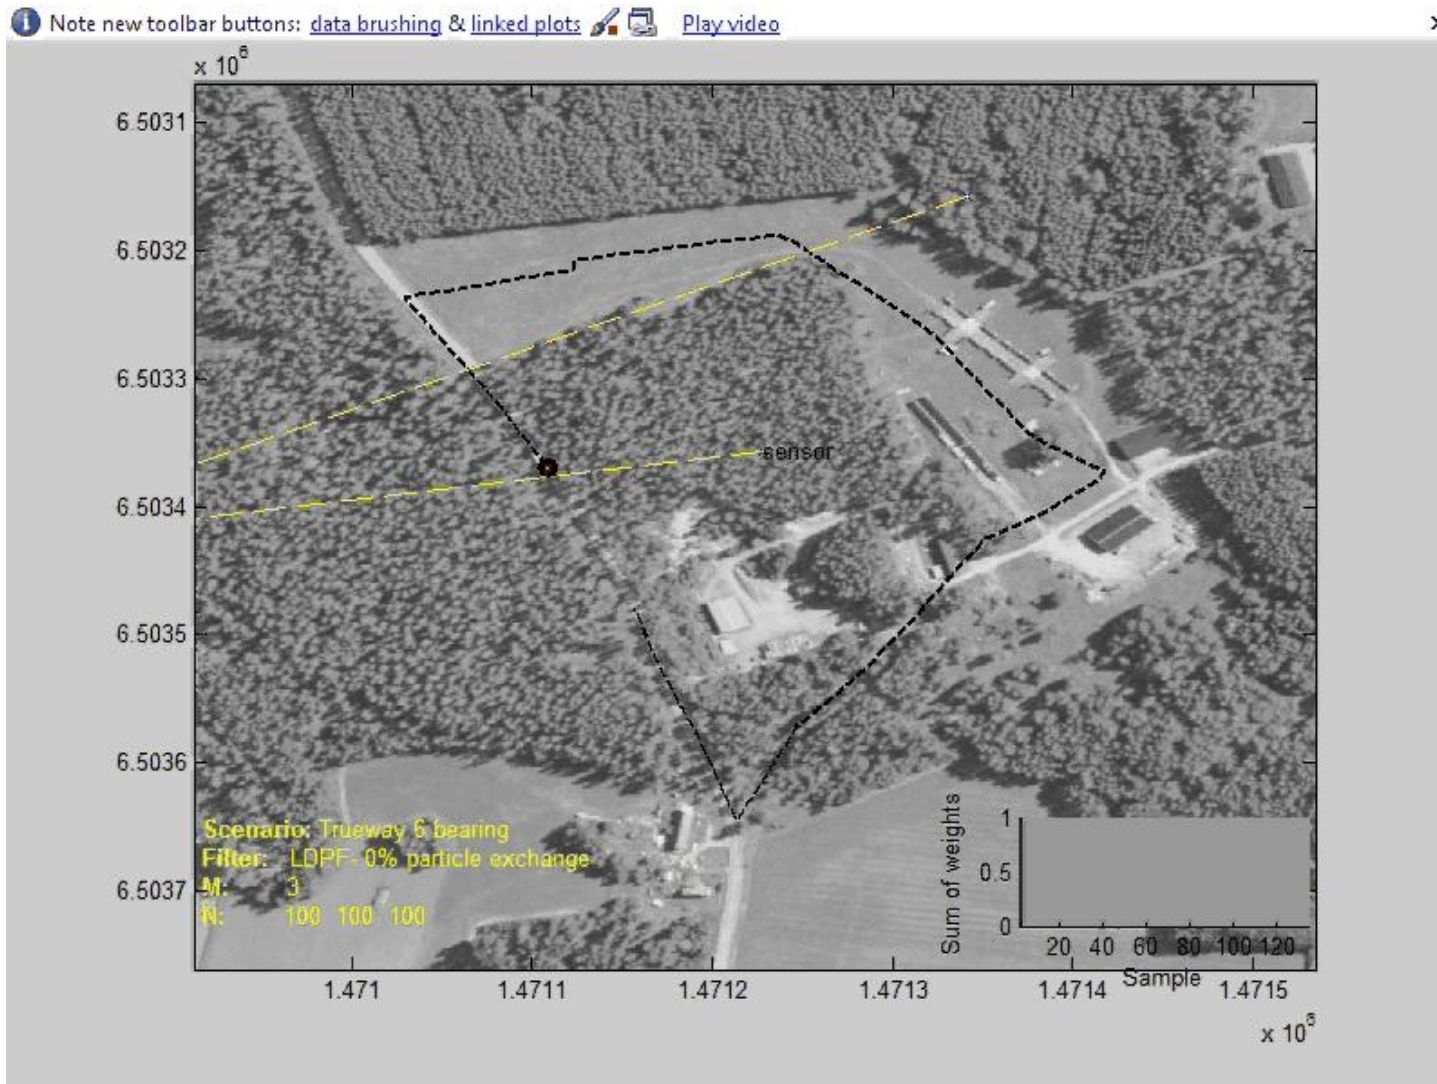 Note new toolbar buttons: data brushing & linked plots Play video
x 10^6
6.5031
6.5032
6.5033
sensor
6.5034
6.5035
6.5036
6.5037
Scenario: Trueway 6 bearing
Filter: LDPF- 0% particle exchange
M: 3
N: 100 100 100
Sum of weights
1
0.5
0
20 40 60 80 100 120
Sample
1.471 1.4711 1.4712 1.4713 1.4714 1.4715
x 10^6